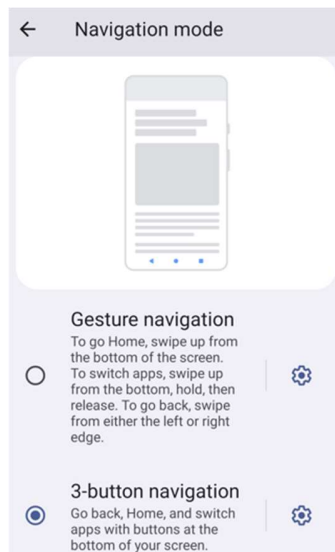 Navigation mode
Gesture navigation
To go Home, swipe up from
the bottom of the screen.
To switch apps, swipe up
from the bottom, hold, then
release. To go back, swipe
from either the left or right
edge.
3-button navigation
Go back, Home, and switch
apps with buttons at the
bottom of your screen.